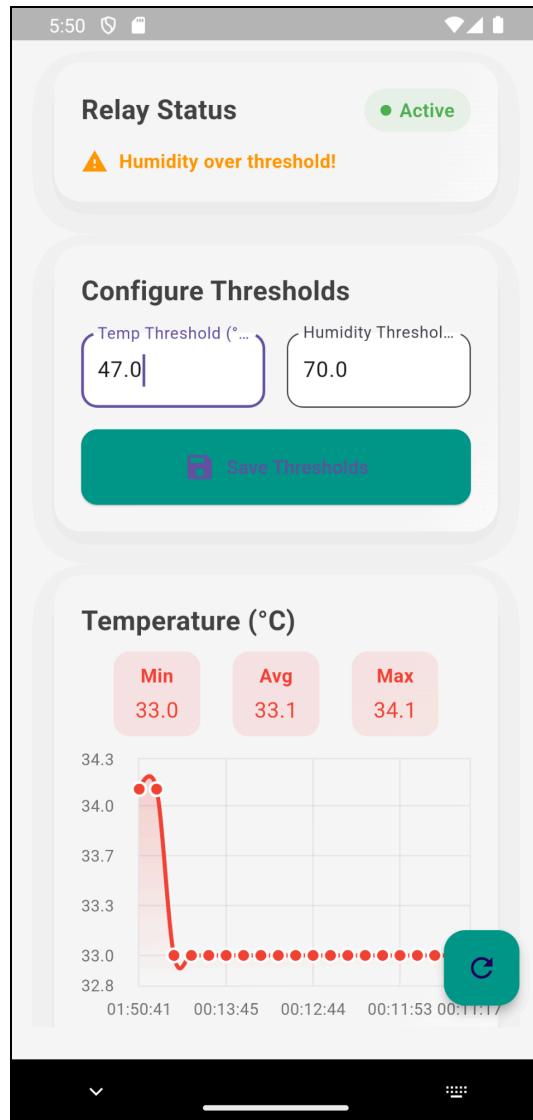 5:50
Relay Status
Active
Humidity over threshold!
Configure Thresholds
Temp Threshold (°...
Humidity Threshol...
47.0
70.0
Save Thresholds
Temperature (°C)
Min
Avg
Max
33.0
33.1
34.1
34.3
34.0
33.7
33.3
33.0
32.8
01:50:41
00:13:45
00:12:44
00:11:53
00:11:17